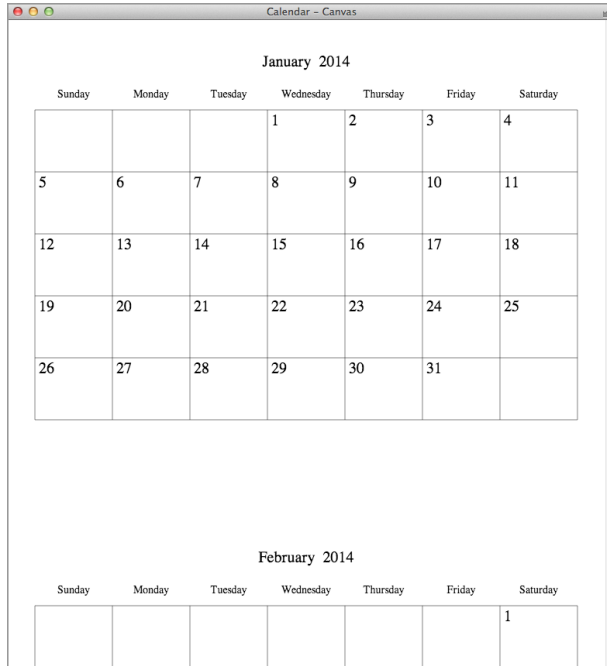 Calendar – Canvas
January 2014
Sunday Monday Tuesday Wednesday Thursday Friday Saturday
1 2 3 4
5 6 7 8 9 10 11
12 13 14 15 16 17 18
19 20 21 22 23 24 25
26 27 28 29 30 31
February 2014
Sunday Monday Tuesday Wednesday Thursday Friday Saturday
1